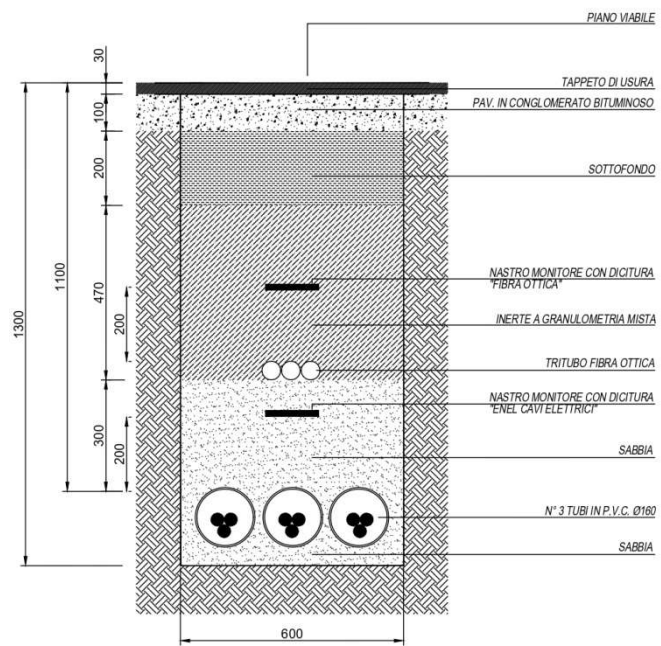 PIANO VIABILE
30
TAPPETO DI USURA
PAV. IN CONGLOMERATO BITUMINOSO
100
200
SOTTOFONDO
NASTRO MONITORE CON DICITURA
"FIBRA OTTICA"
1100
470
1300
200
INERTE A GRANULOMETRIA MISTA
TRITUBO FIBRA OTTICA
NASTRO MONITORE CON DICITURA
"ENEL CAVI ELETTRICI"
300
200
SABBIA
N° 3 TUBI IN P.V.C. Ø160
SABBIA
600